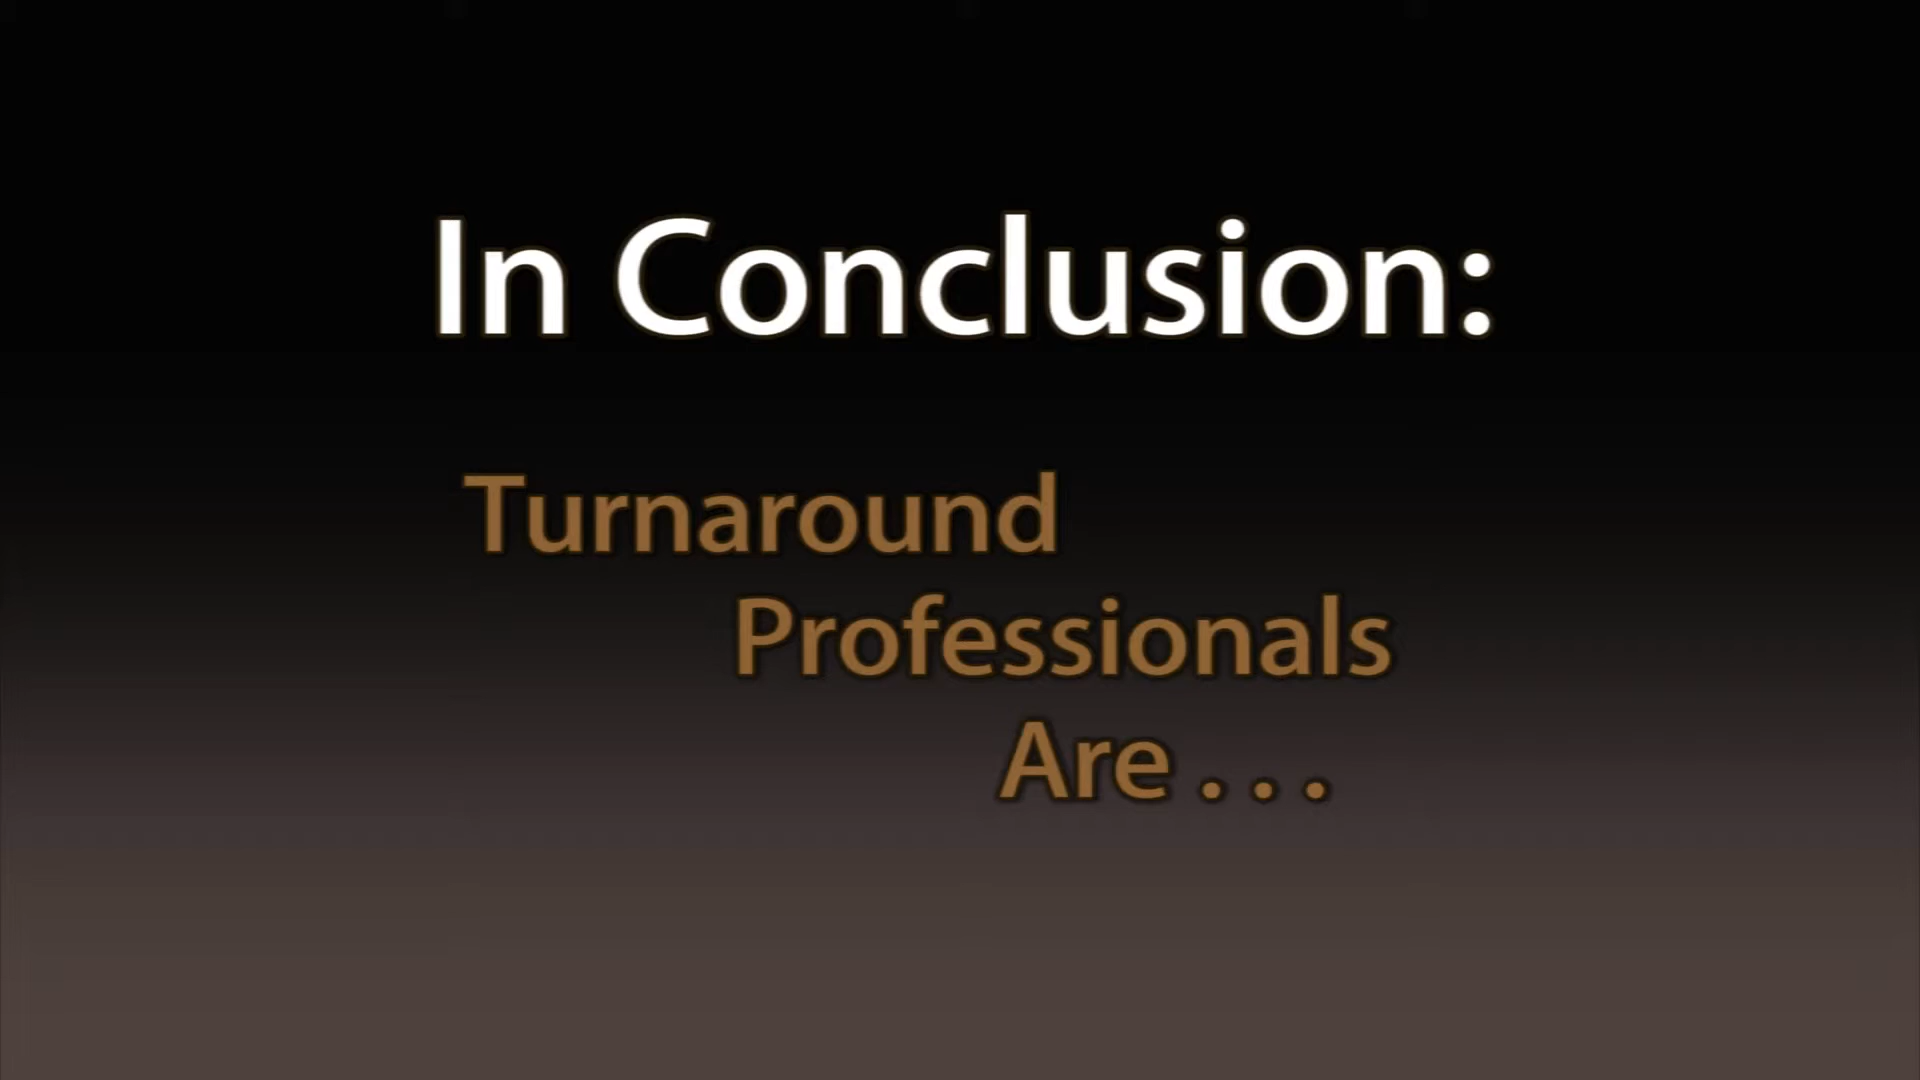 In Conclusion:
Turnaround
Professionals
Are . . .